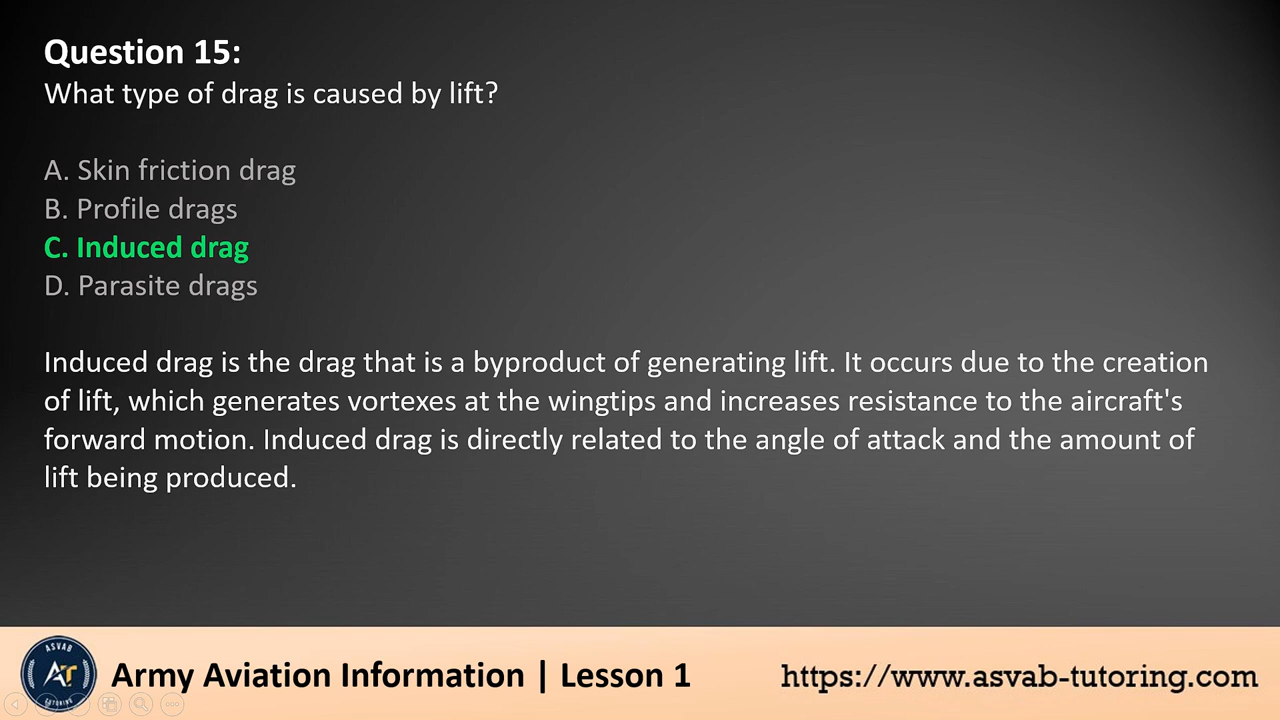 Question 15:
What type of drag is caused by lift?
A. Skin friction drag
B. Profile drags
C. Induced drag
D. Parasite drags
Induced drag is the drag that is a byproduct of generating lift. It occurs due to the creation
of lift, which generates vortexes at the wingtips and increases resistance to the aircraft's
forward motion. Induced drag is directly related to the angle of attack and the amount of
lift being produced.
ASVAB
AT
TUTORING
Army Aviation Information | Lesson 1
https://www.asvab-tutoring.com